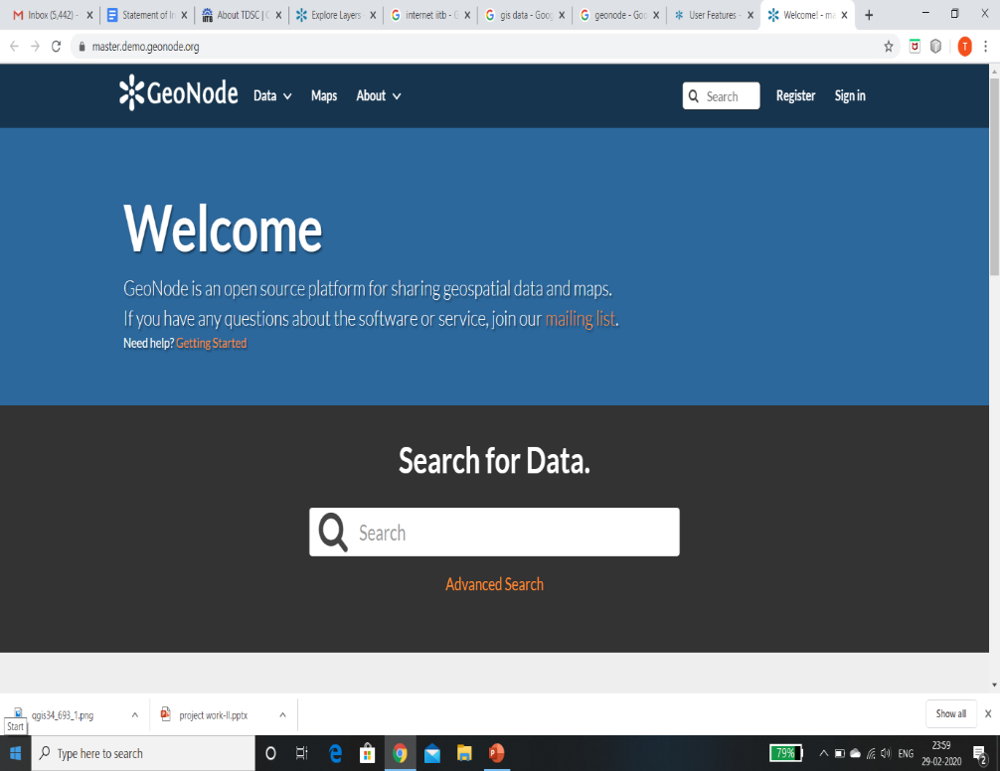 Inbox (5,442) -
Statement of In
About TDSC | C
Explore Layers
internet iitb - G
gis data - Goog
geonode - Goo
User Features -
Welcome! - ma
master.demo.geonode.org
T
GeoNode
Data
Maps
About
Search
Register
Sign in
Welcome
GeoNode is an open source platform for sharing geospatial data and maps.
If you have any questions about the software or service, join our mailing list.
Need help? Getting Started
Search for Data.
Search
Advanced Search
qgis34_693_1.png
project work-II.pptx
Show all
Start
Type here to search
79%
ENG
23:59
29-02-2020
2